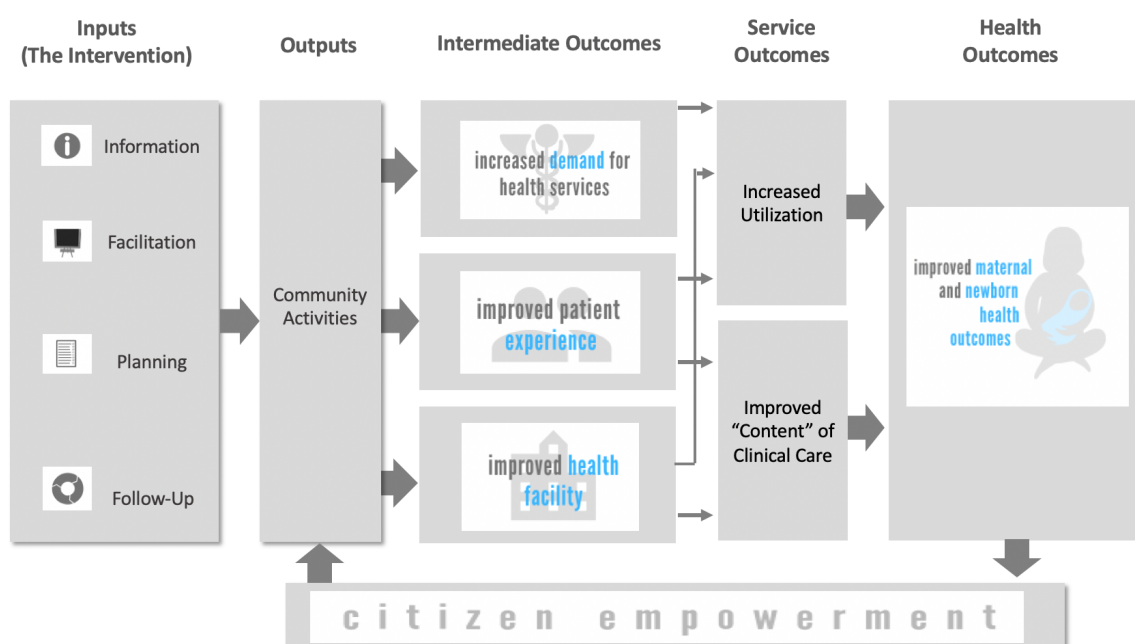 Inputs
(The Intervention)
Outputs
Intermediate Outcomes
Service
Outcomes
Health
Outcomes
Information
Facilitation
Planning
Follow-Up
Community
Activities
increased demand for
health services
improved patient
experience
improved health
facility
Increased
Utilization
Improved
“Content” of
Clinical Care
improved maternal
and newborn
health
outcomes
citizen empowerment